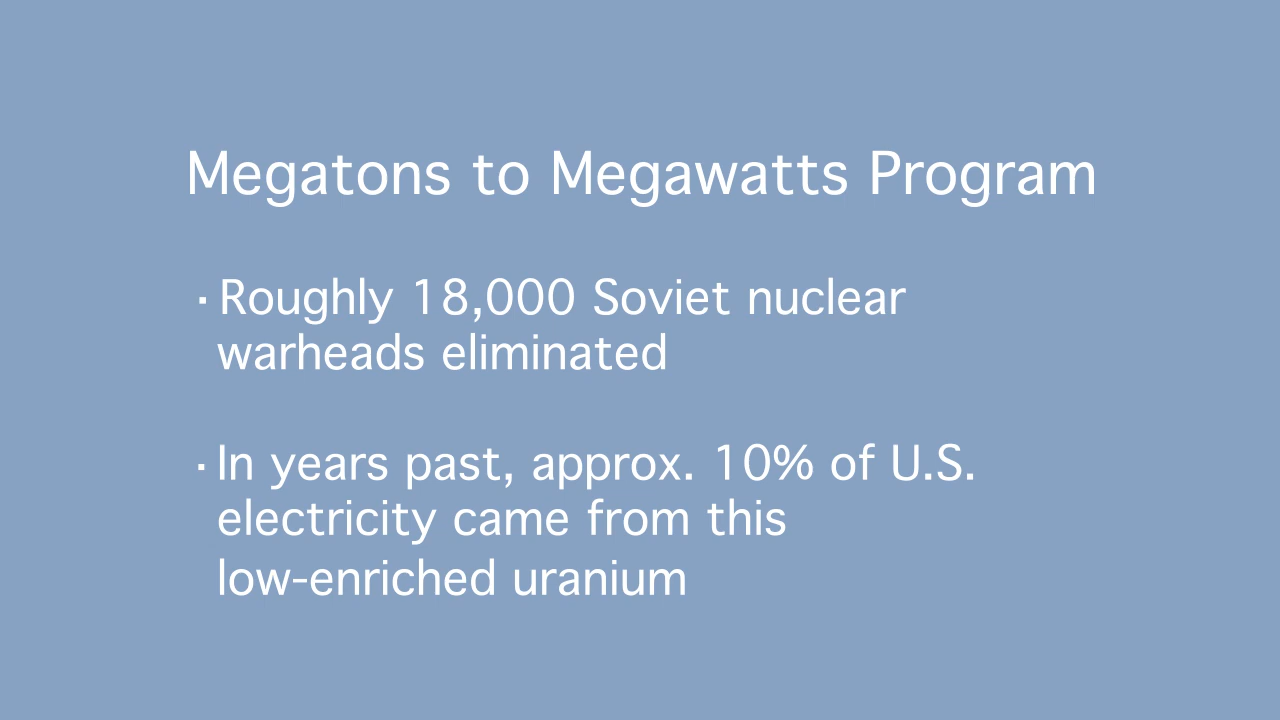 Megatons to Megawatts Program
· Roughly 18,000 Soviet nuclear
warheads eliminated
· In years past, approx. 10% of U.S.
electricity came from this
low-enriched uranium